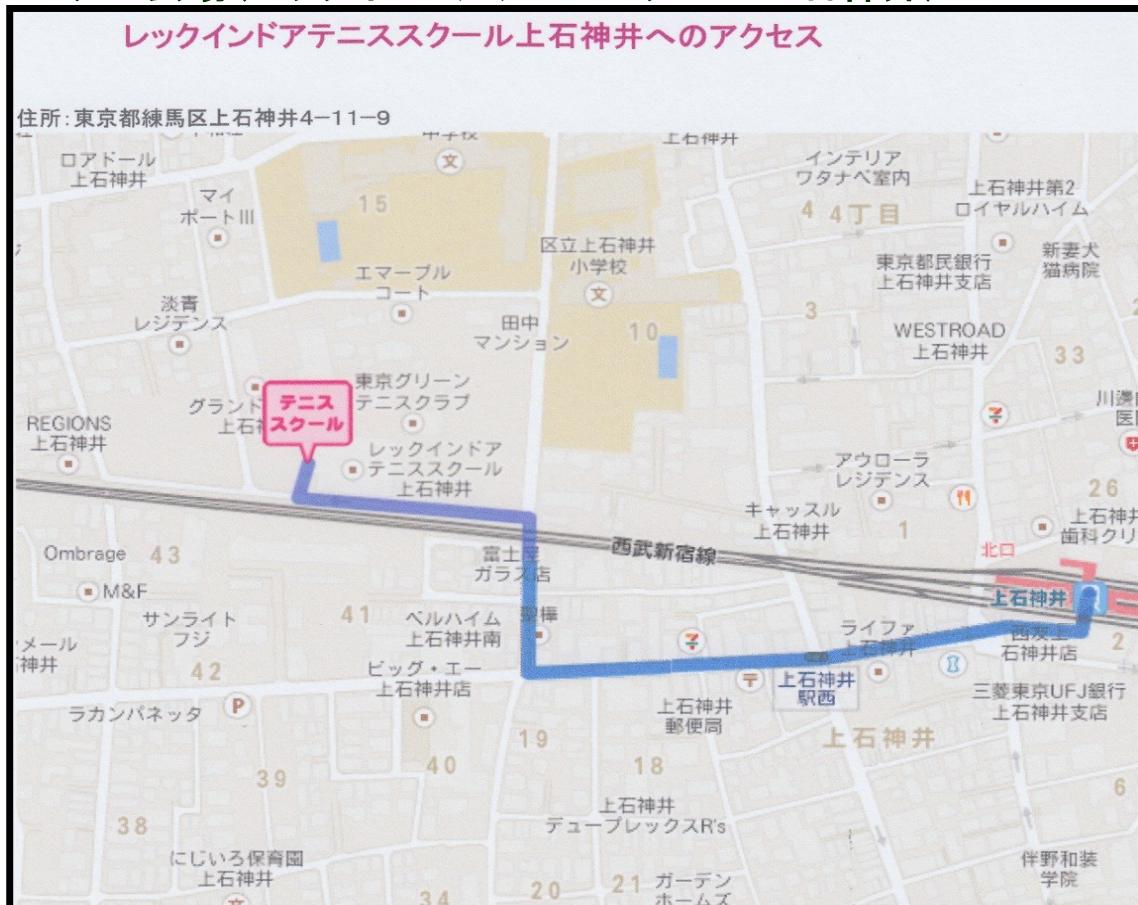 レックインドアテニススクール上石神井へのアクセス
住所:東京都練馬区上石神井4-11-9
中学校
上石神井
ロアドール
上石神井
マイ
ポートIII
15
インテリア
ワタナベ室内
上石神井第2
ロイヤルハイム
4
4丁目
区立上石神井
小学校
東京都民銀行
上石神井支店
新妻犬
猫病院
エマーブル
コート
淡青
レジデンス
田中
マンション
10
3
WESTROAD
上石神井
33
東京グリーン
テニスクラブ
テニス
スクール
グランド
REGIONS
上石神井
レックインドア
テニススクール
上石神井
アウローラ
レジデンス
キャッスル
上石神井
26
1
上石神井
歯科クリ
北口
西武新宿線
Ombrage
43
富士
ガラス店
M&F
上石神井
サンライト
フジ
41
ベルハイム
上石神井南
ライファ
上石神井
石神井店
2
メール
42
ビッグ・エー
上石神井店
上石神井
駅西
三菱東京UFJ銀行
上石神井支店
ラカンパネッタ
P
上石神井
郵便局
上石神井
19
18
40
39
6
38
上石神井
デュープレックスR's
にじいろ保育園
上石神井
伴野和装
学院
34
20
21
ガーデン
ホームズ